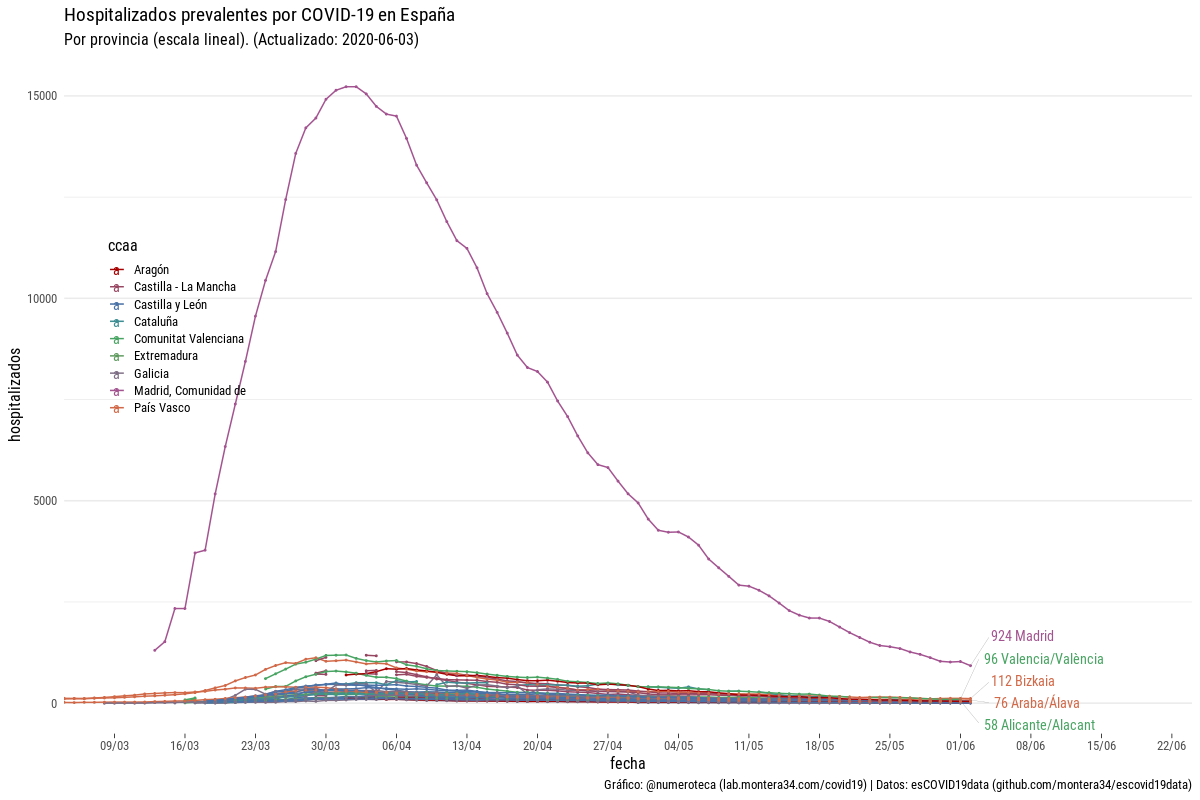 Hospitalizados prevalentes por COVID-19 en España
Por provincia (escala lineal). (Actualizado: 2020-06-03)
15000
10000
5000
0
hospitalizados
ccaa
a Aragón
a Castilla - La Mancha
a Castilla y León
a Cataluña
a Comunitat Valenciana
a Extremadura
a Galicia
a Madrid, Comunidad de
a País Vasco
924 Madrid
96 Valencia/València
112 Bizkaia
76 Araba/Álava
58 Alicante/Alacant
09/03 16/03 23/03 30/03 06/04 13/04 20/04 27/04 04/05 11/05 18/05 25/05 01/06 08/06 15/06 22/06
fecha
Gráfico: @numeroteca (lab.montera34.com/covid19) | Datos: esCOVID19data (github.com/montera34/escovid19data)